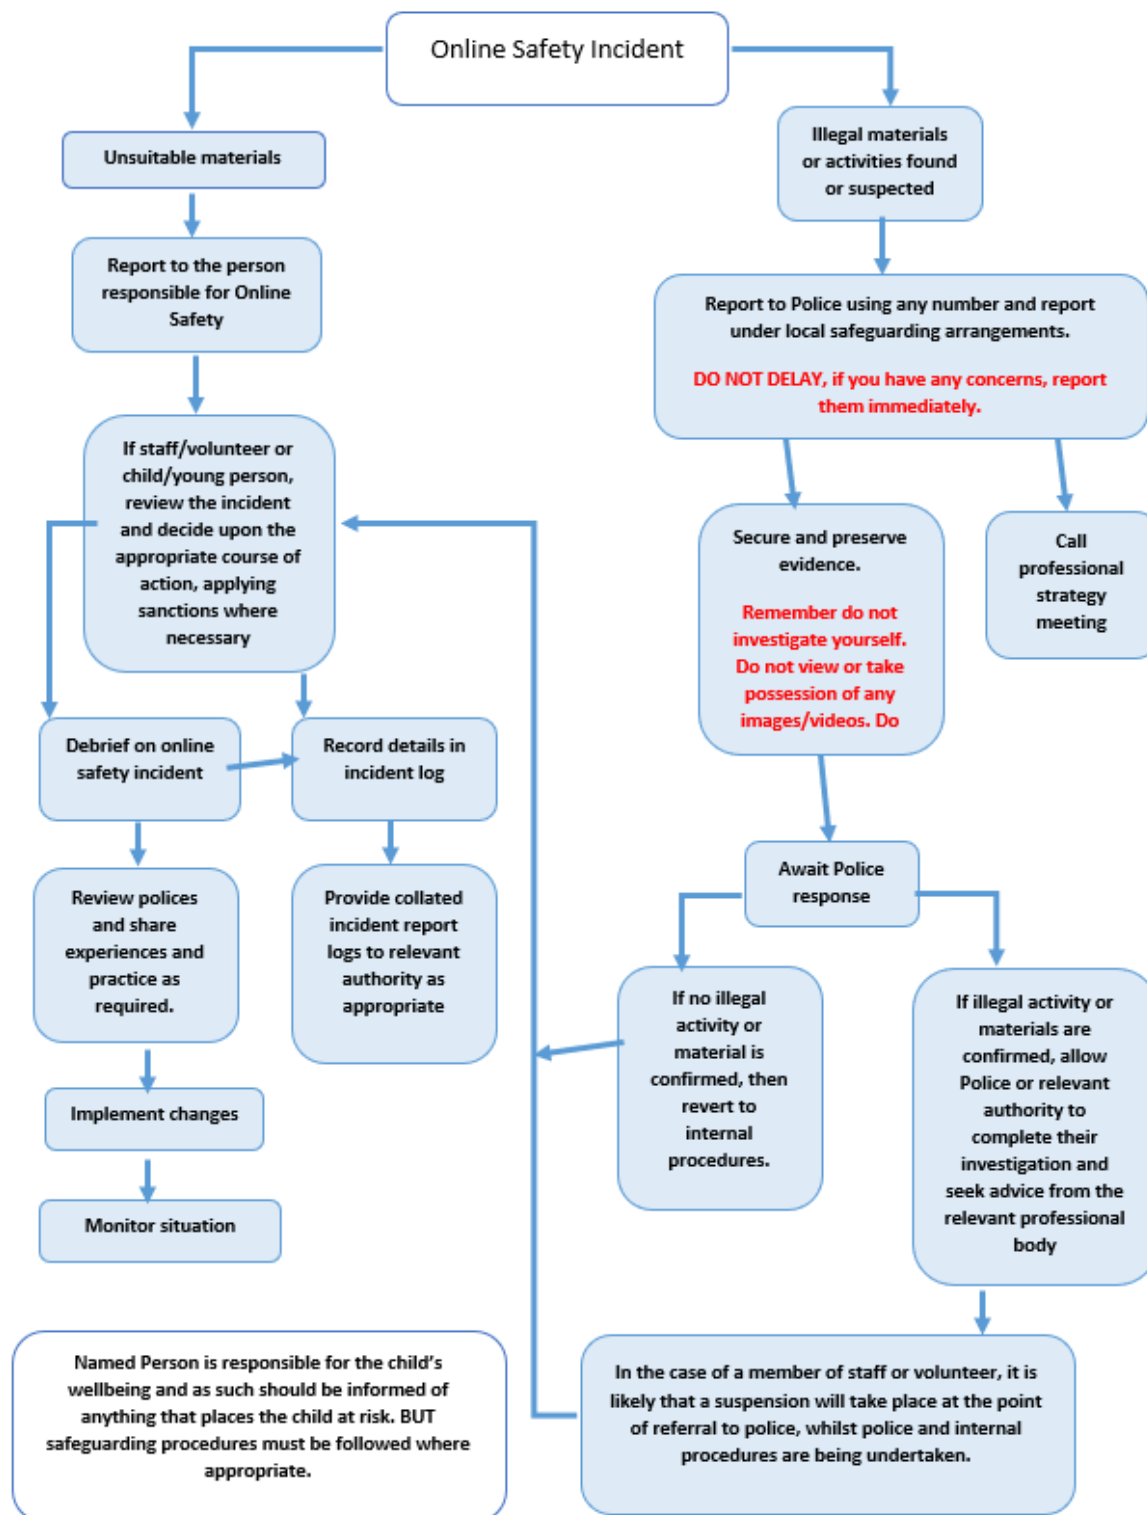 Online Safety Incident
Unsuitable materials
Report to the person
responsible for Online
Safety
If staff/volunteer or
child/young person,
review the incident
and decide upon the
appropriate course of
action, applying
sanctions where
necessary
Debrief on online
safety incident
Record details in
incident log
Review polices
and share
experiences and
practice as
required.
Provide collated
incident report
logs to relevant
authority as
appropriate
Implement changes
Monitor situation
Illegal materials
or activities found
or suspected
Report to Police using any number and report
under local safeguarding arrangements.
DO NOT DELAY, if you have any concerns, report
them immediately.
Secure and preserve
evidence.
Remember do not
investigate yourself.
Do not view or take
possession of any
images/videos. Do
Call
professional
strategy
meeting
Await Police
response
If no illegal
activity or
material is
confirmed, then
revert to
internal
procedures.
If illegal activity or
materials are
confirmed, allow
Police or relevant
authority to
complete their
investigation and
seek advice from the
relevant professional
body
In the case of a member of staff or volunteer, it is
likely that a suspension will take place at the point
of referral to police, whilst police and internal
procedures are being undertaken.
Named Person is responsible for the child's
wellbeing and as such should be informed of
anything that places the child at risk. BUT
safeguarding procedures must be followed where
appropriate.